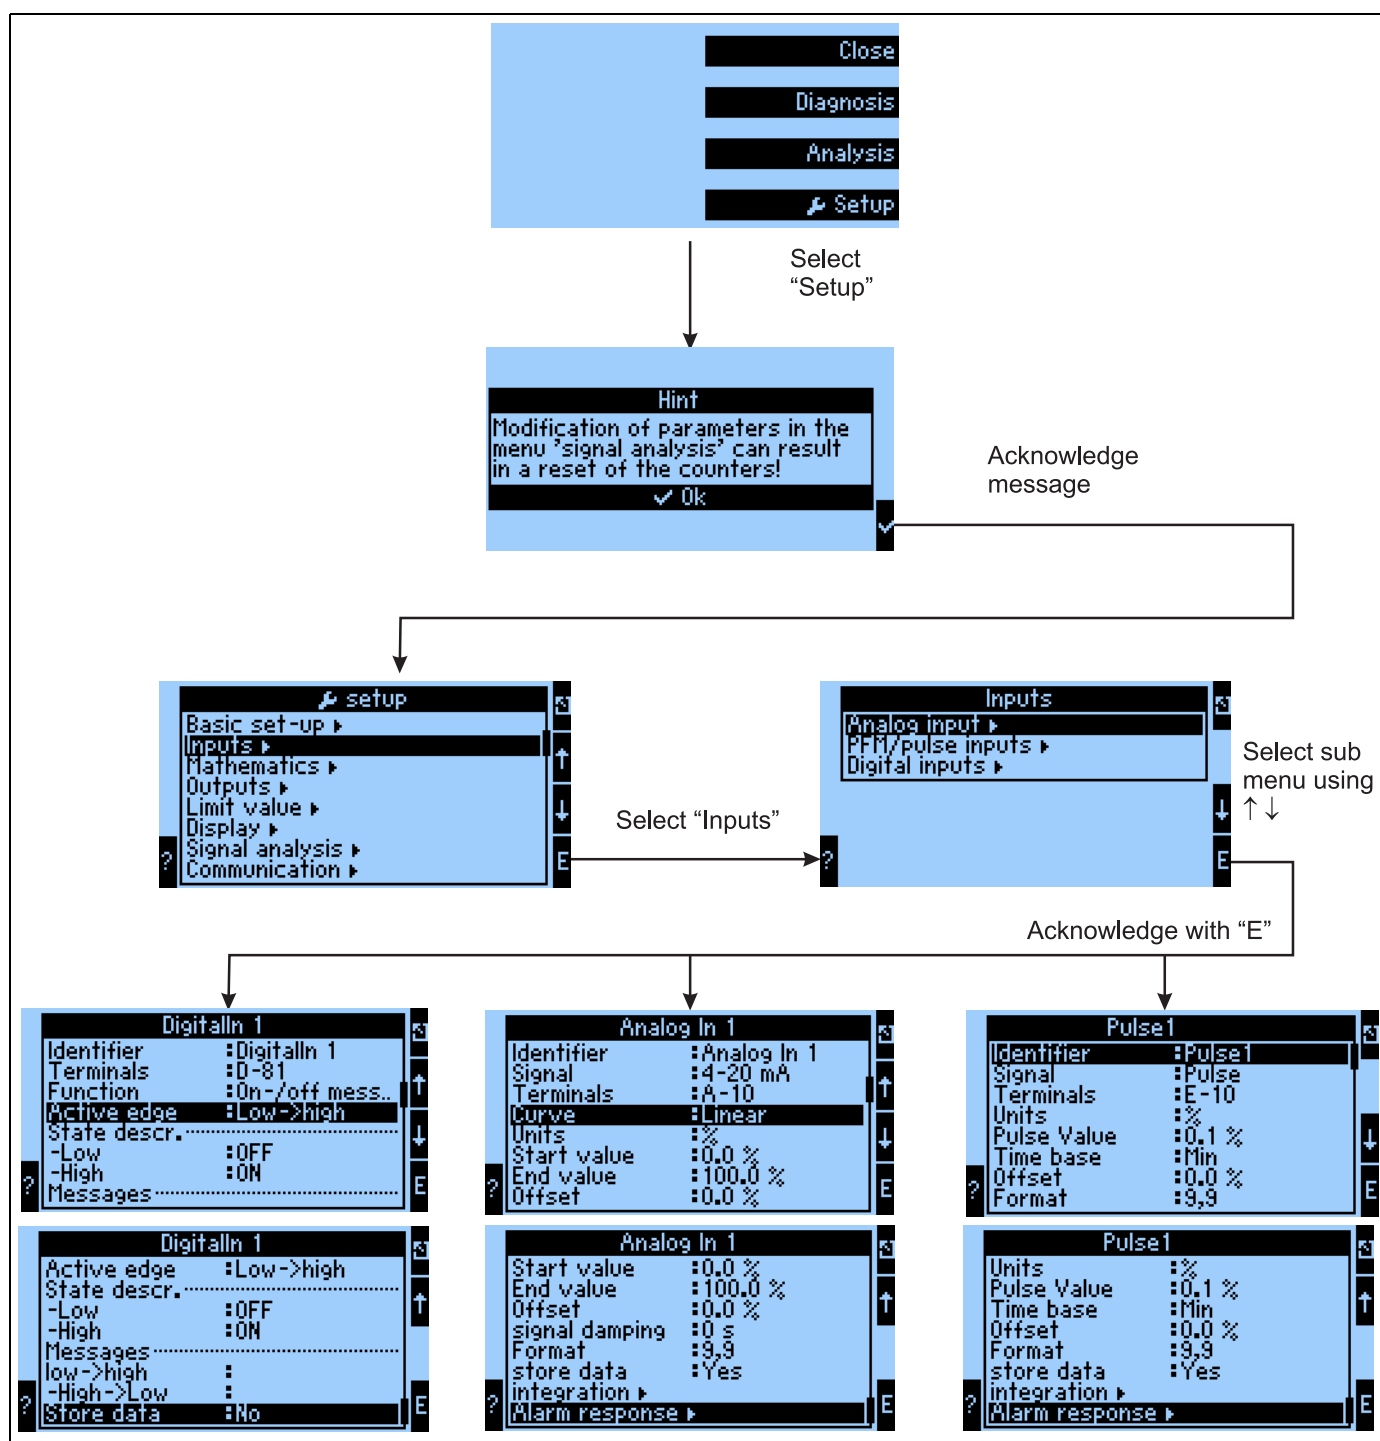 Close
Diagnosis
Analysis
Setup
Select
“Setup”
Hint
Modification of parameters in the
menu 'signal analysis' can result
in a reset of the counters!
✓ Ok
Acknowledge
message
setup
Basic set-up ▸
Inputs ▸
Mathematics ▸
Outputs ▸
Limit value ▸
Display ▸
Signal analysis ▸
Communication ▸
? E
Select “Inputs”
Inputs
Analog input ▸
PFM/pulse inputs ▸
Digital inputs ▸
↓
? E
Select sub
menu using
↑↓
Acknowledge with “E”
DigitalIn 1
Identifier :DigitalIn 1
Terminals :D-81
Function :On-/off mess..
Active edge :Low->high
State descr.
-Low :OFF
-High :ON
Messages
? E
Analog In 1
Identifier :Analog In 1
Signal :4-20 mA
Terminals :A-10
Curve :Linear
Units :%
Start value :0.0 %
End value :100.0 %
Offset :0.0 %
? E
Pulse1
Identifier :Pulse1
Signal :Pulse
Terminals :E-10
Units :%
Pulse Value :0.1 %
Time base :Min
Offset :0.0 %
Format :9,9
? E
DigitalIn 1
Active edge :Low->high
State descr.
-Low :OFF
-High :ON
Messages
low->high :
-High->Low :
Store data :No
? E
Analog In 1
Start value :0.0 %
End value :100.0 %
Offset :0.0 %
signal damping :0 s
Format :9,9
store data :Yes
integration ▸
Alarm response ▸
? E
Pulse1
Units :%
Pulse Value :0.1 %
Time base :Min
Offset :0.0 %
Format :9,9
store data :Yes
integration ▸
Alarm response ▸
? E